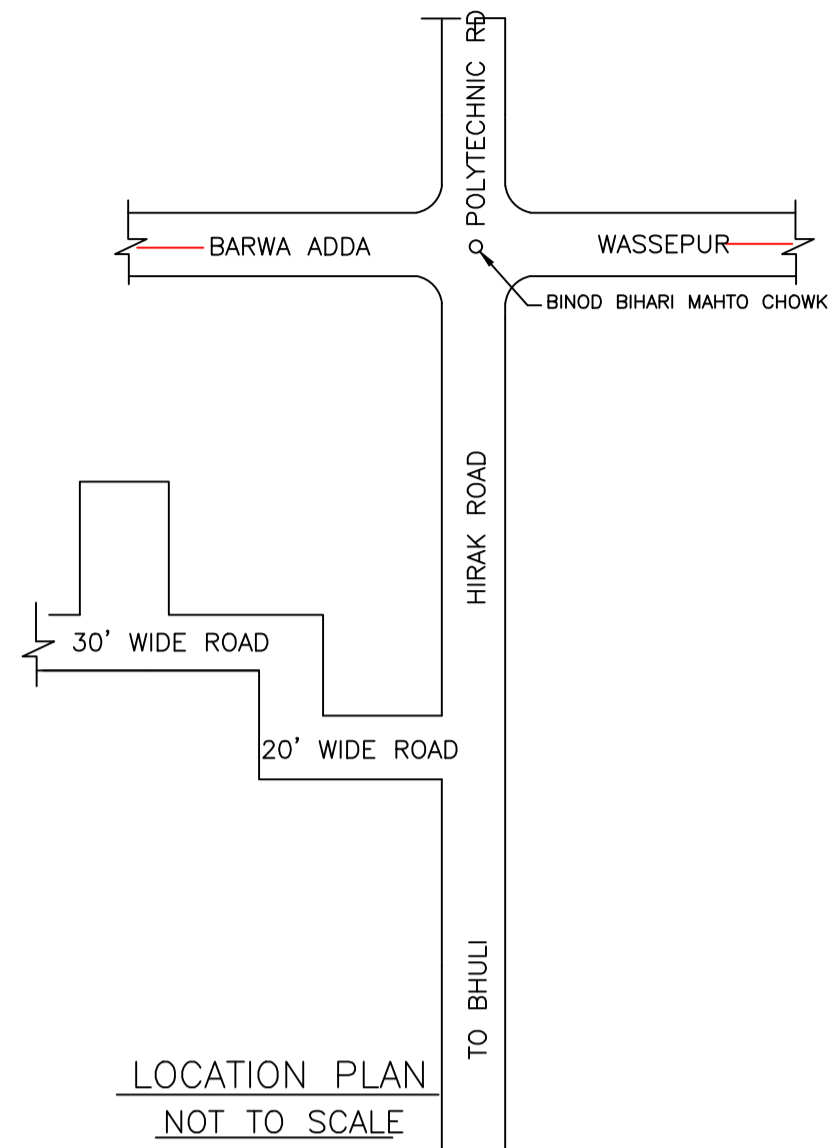 POLYTECHNIC RD
BARWA ADDA
WASSEPUR
BINOD BIHARI MAHTO CHOWK
HIRAK ROAD
30' WIDE ROAD
20' WIDE ROAD
TO BHULI
LOCATION PLAN
NOT TO SCALE